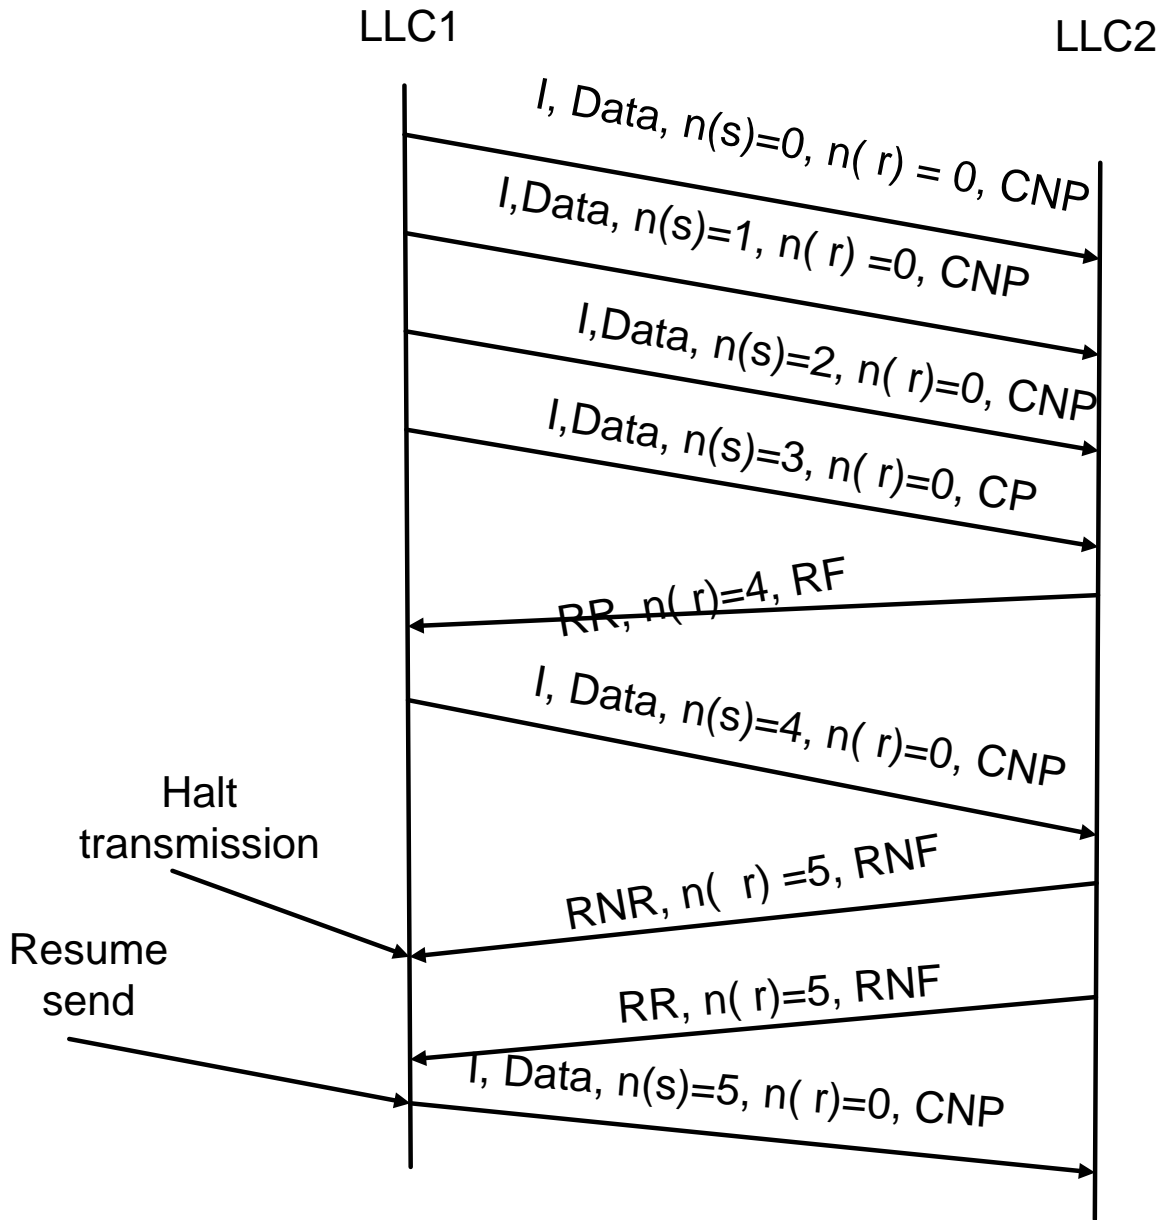 LLC1
LLC2
I, Data, n(s)=0, n( r) = 0, CNP
I,Data, n(s)=1, n( r) =0, CNP
I,Data, n(s)=2, n( r)=0, CNP
I,Data, n(s)=3, n( r)=0, CP
RR, n( r)=4, RF
I, Data, n(s)=4, n( r)=0, CNP
Halt
transmission
RNR, n( r) =5, RNF
Resume
send
RR, n( r)=5, RNF
I, Data, n(s)=5, n( r)=0, CNP